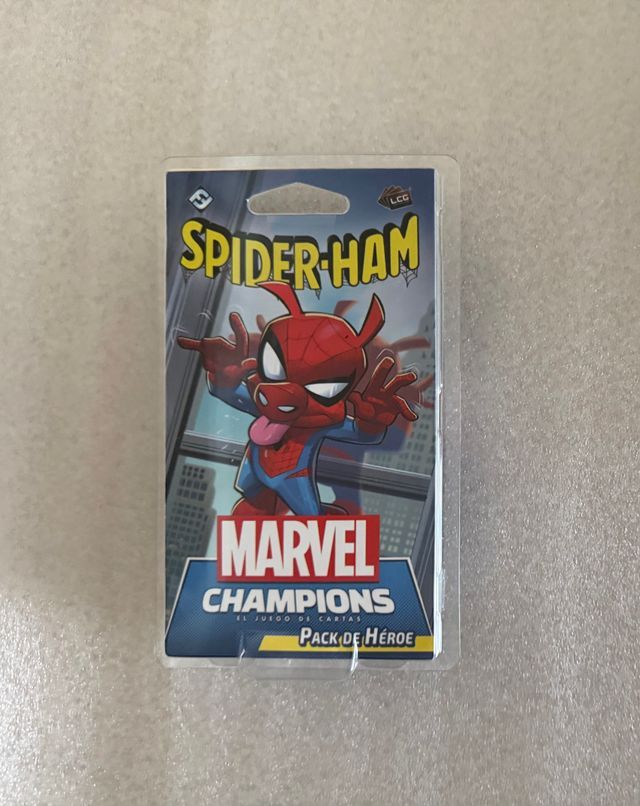 LCG
SPIDER-HAM
MARVEL
CHAMPIONS
EL JUEGO DE CARTAS
PACK DE HÉROE